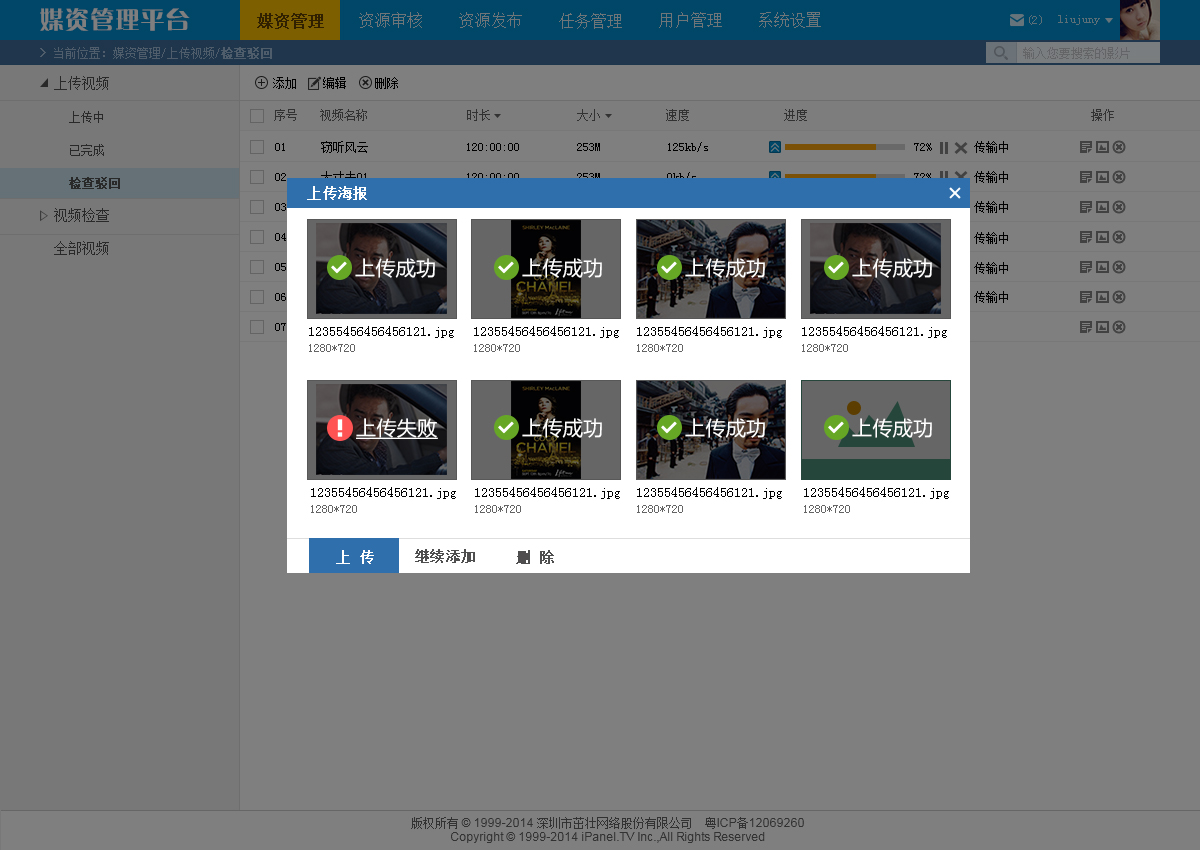 媒资管理平台 媒资管理 资源审核 资源发布 任务管理 用户管理 系统设置 (2) liujuny
当前位置：媒资管理/上传视频/检查驳回 输入您要搜索的影片
上传视频
上传中
已完成
检查驳回
视频检查
全部视频
添加 编辑 删除
序号 视频名称 时长 大小 速度 进度 操作
01 窃听风云 120:00:00 253M 125kb/s 72% 传输中
02 大丈夫01 120:00:00 253M 0kb/s 72% 传输中
03 传输中
04 传输中
05 传输中
06 传输中
07
上传海报
上传成功 上传成功 上传成功 上传成功
SHIRLEY MACLAINE
CHANEL
12355456456456121.jpg 12355456456456121.jpg 12355456456456121.jpg 12355456456456121.jpg
1280*720 1280*720 1280*720 1280*720
上传失败 上传成功 上传成功 上传成功
SHIRLEY MACLAINE
COCO
CHANEL
12355456456456121.jpg 12355456456456121.jpg 12355456456456121.jpg 12355456456456121.jpg
1280*720 1280*720 1280*720 1280*720
上 传 继续添加 删 除
版权所有 © 1999-2014 深圳市茁壮网络股份有限公司 粤ICP备12069260
Copyright © 1999-2014 iPanel.TV Inc.,All Rights Reserved